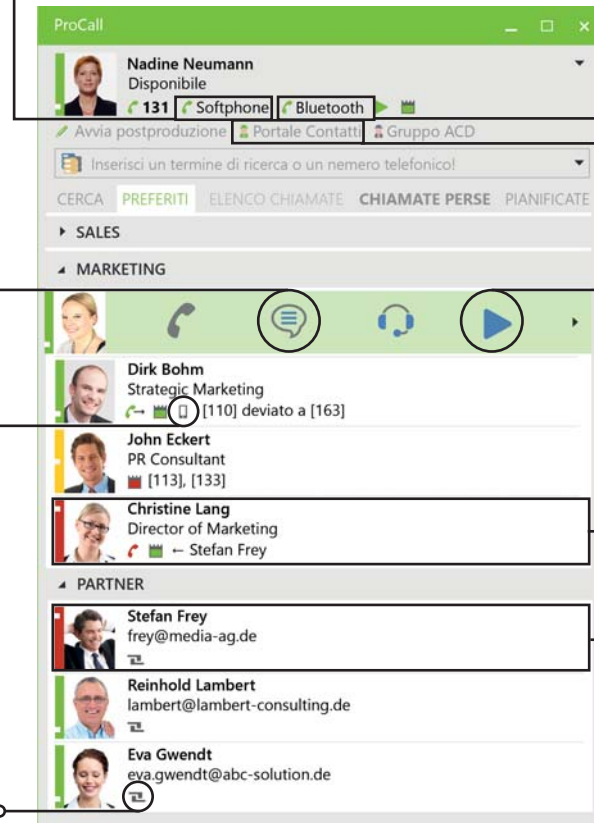 ProCall
Nadine Neumann
Disponibile
131 Softphone Bluetooth
Avvia postproduzione Portale Contatti Gruppo ACD
Inserisci un termine di ricerca o un nemero telefonico!
CERCA PREFERITI ELENCO CHIAMATE CHIAMATE PERSE PIANIFICATE
SALES
MARKETING
Dirk Bohm
Strategic Marketing
[110] deviato a [163]
John Eckert
PR Consultant
[113], [133]
Christine Lang
Director of Marketing
← Stefan Frey
PARTNER
Stefan Frey
frey@media-ag.de
Reinhold Lambert
lambert@lambert-consulting.de
Eva Gwendt
eva.gwendt@abc-solution.de